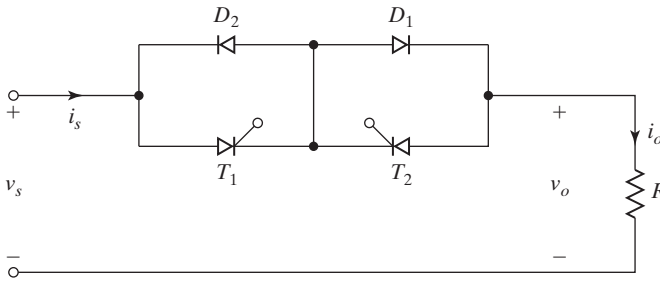 D₂ D₁
+ iₛ + iₒ
T₁ T₂
vₛ vₒ R
− −